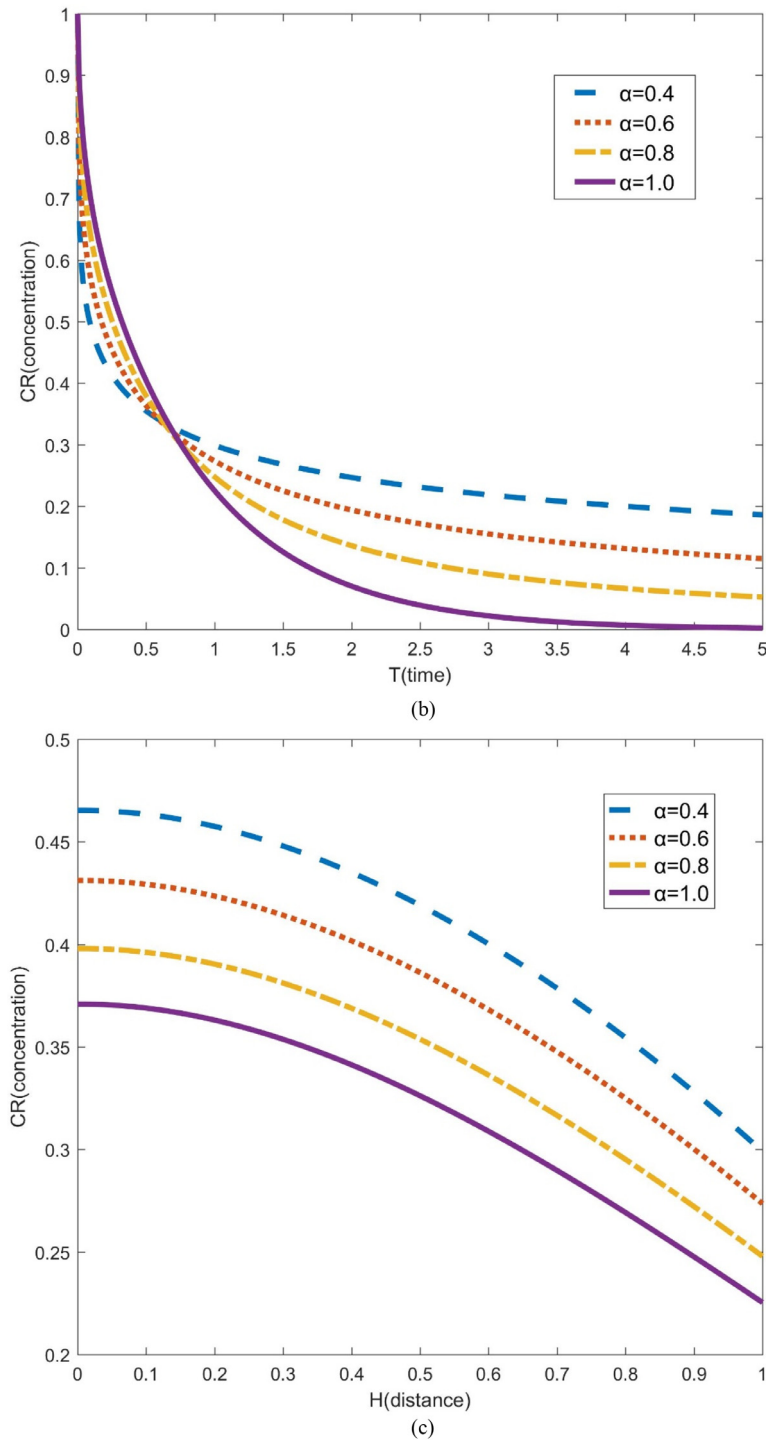 1
0.9
0.8
0.7
0.6
0.5
0.4
0.3
0.2
0.1
0
CR(concentration)
α=0.4
α=0.6
α=0.8
α=1.0
0 0.5 1 1.5 2 2.5 3 3.5 4 4.5 5
T(time)
(b)
0.5
0.45
0.4
0.35
0.3
0.25
0.2
CR(concentration)
α=0.4
α=0.6
α=0.8
α=1.0
0 0.1 0.2 0.3 0.4 0.5 0.6 0.7 0.8 0.9 1
H(distance)
(c)